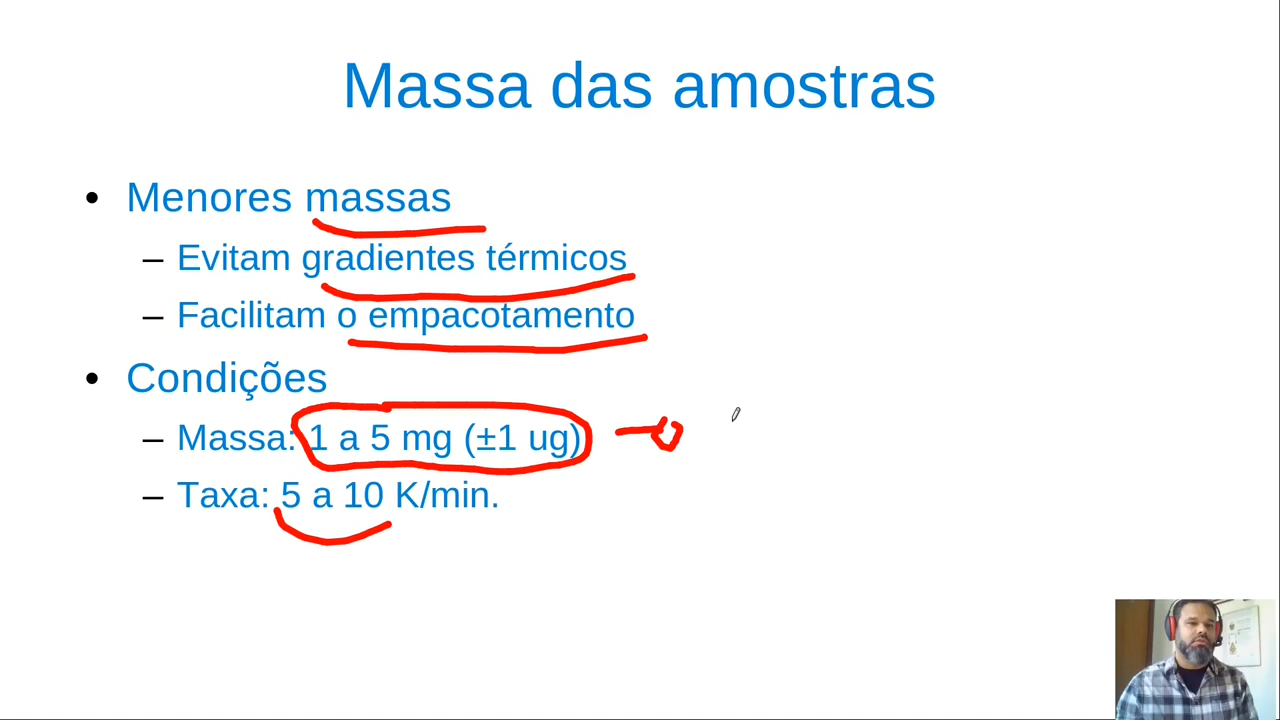 Massa das amostras
• Menores massas
– Evitam gradientes térmicos
– Facilitam o empacotamento
• Condições
– Massa: 1 a 5 mg (±1 ug)
– Taxa: 5 a 10 K/min.